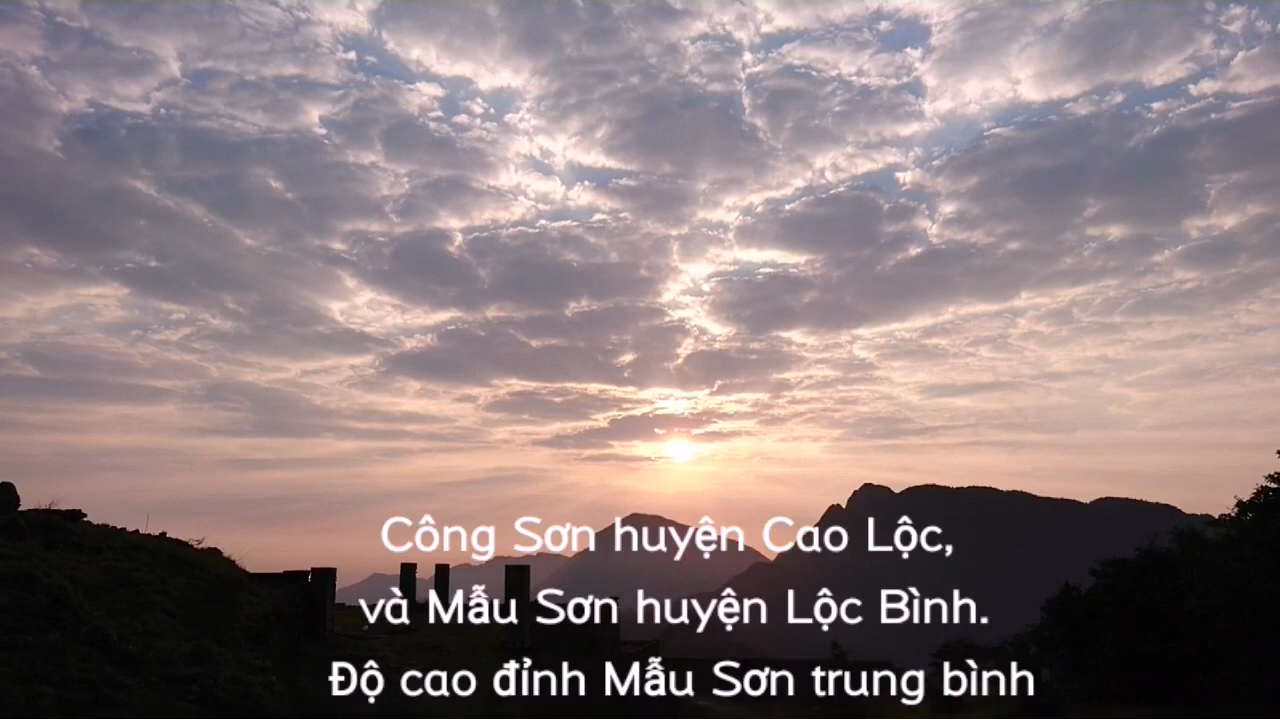 Công Sơn huyện Cao Lộc,
và Mẫu Sơn huyện Lộc Bình.
Độ cao đỉnh Mẫu Sơn trung bình